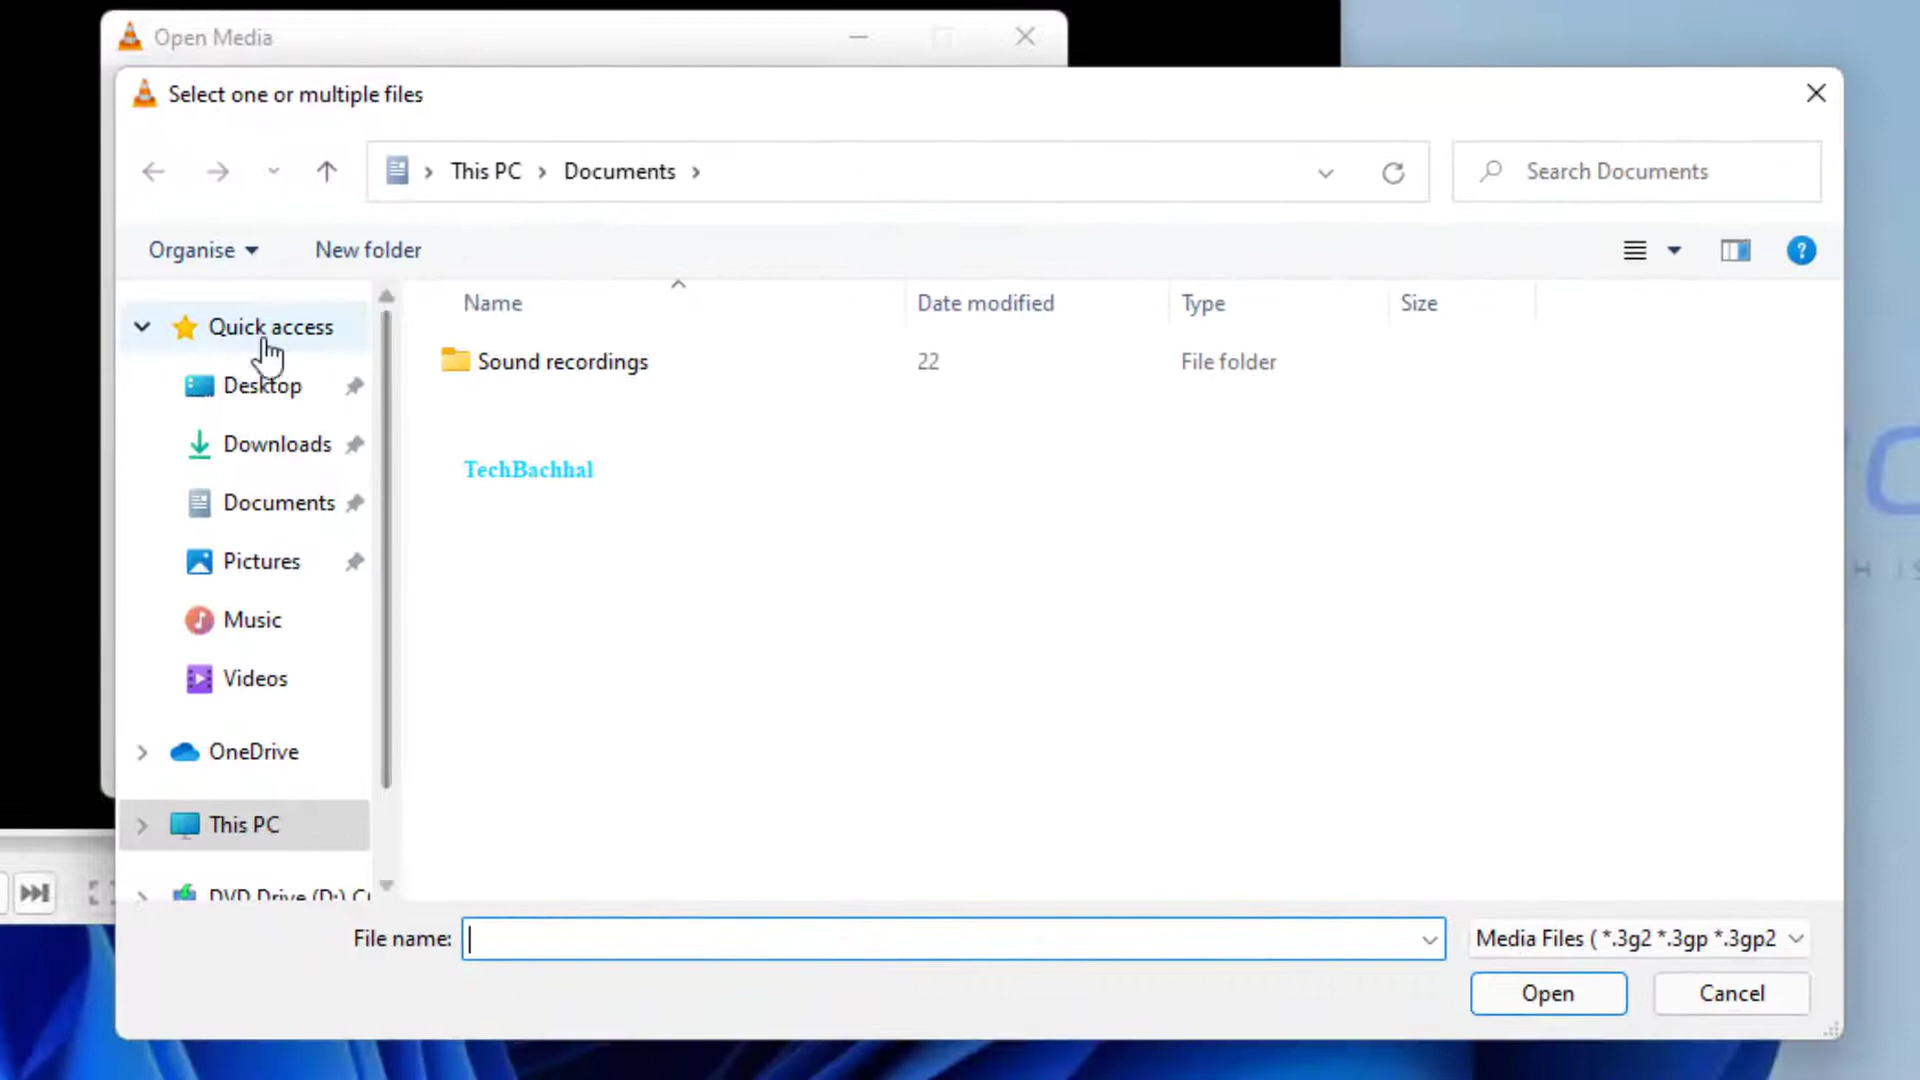 Open Media
Select one or multiple files
This PC
Documents
Search Documents
Organise
New folder
Name
Date modified
Type
Size
Quick access
Sound recordings
22
File folder
Desktop
Downloads
TechBachhal
Documents
Pictures
Music
Videos
OneDrive
This PC
DVD Drive (D:)
File name:
Media Files ( *.3g2 *.3gp *.3gp2
Open
Cancel